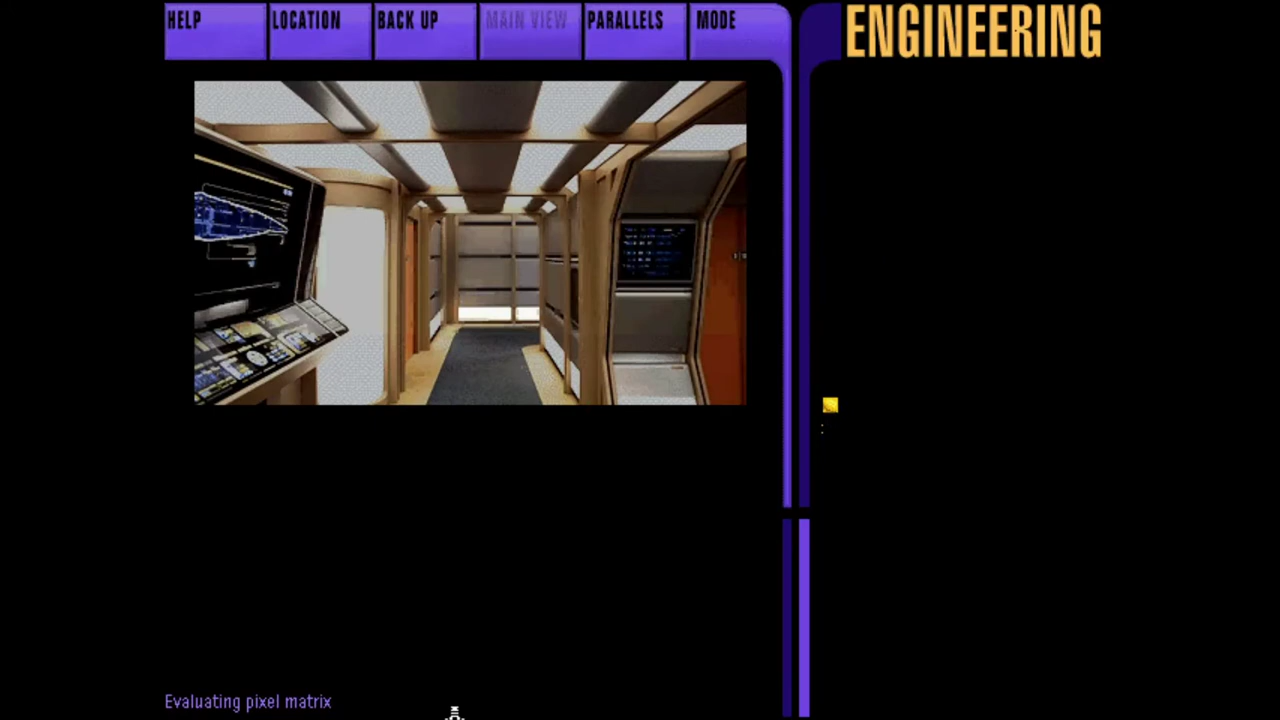 HELP
LOCATION
BACK UP
MAIN VIEW
PARALLELS
MODE
ENGINEERING
Evaluating pixel matrix